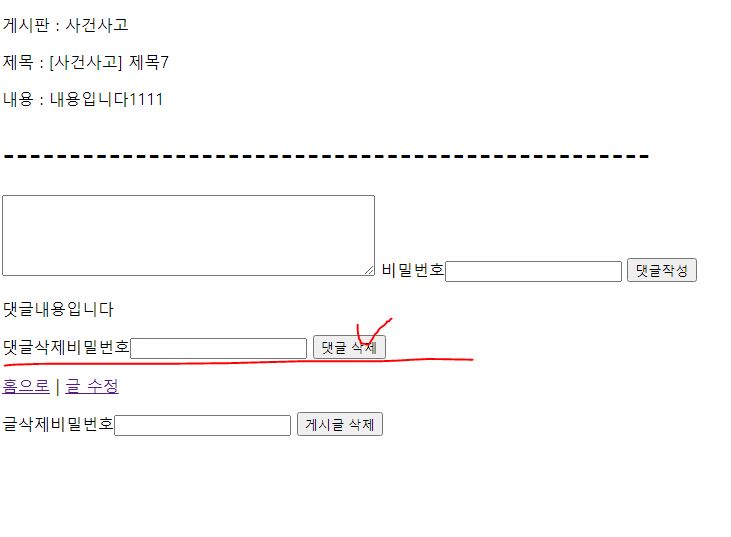 게시판 : 사건사고
제목 : [사건사고] 제목7
내용 : 내용입니다1111
-------------------------------------------------
비밀번호 댓글작성
댓글내용입니다
댓글삭제비밀번호 댓글 삭제
홈으로 | 글 수정
글삭제비밀번호 게시글 삭제